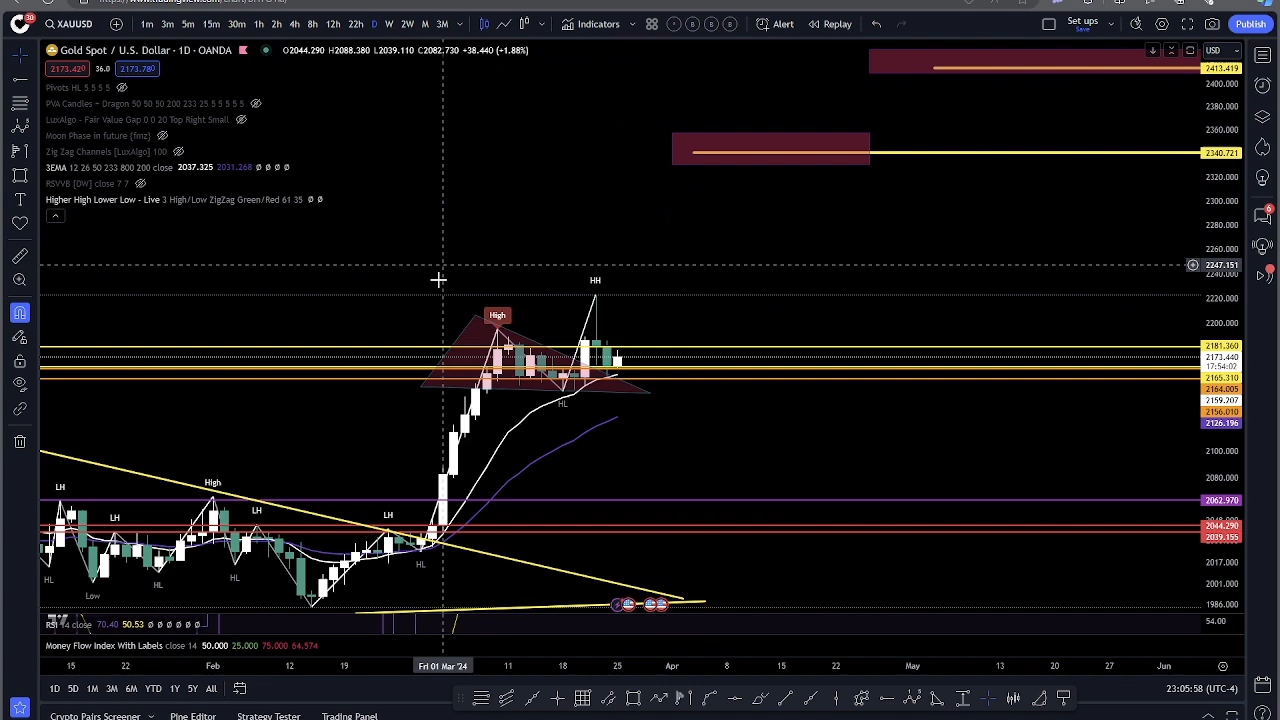 XAUUSD 1m 3m 5m 15m 30m 1h 2h 4h 8h 12h 22h D W 2W M 3M Indicators Alert Replay Set ups Save Publish
Gold Spot / U.S. Dollar · 1D · OANDA O2044.290 H2088.380 L2039.110 C2082.730 +38.440 (+1.88%) USD
2173.420 36.0 2173.780
Pivots HL 5 5 5 5
PVA Candles - Dragon 50 50 50 200 233 25 5 5 5 5 5
LuxAlgo - Fair Value Gap 0 0 20 Top Right Small
Moon Phase in future {fmz}
Zig Zag Channels [LuxAlgo] 100
3EMA 12 26 50 233 800 200 close 2037.325 2031.268 Ø Ø Ø Ø
RSVVB [DW] close 7 7
Higher High Lower Low - Live 3 High/Low ZigZag Green/Red 61 35 Ø Ø
2413.419
2400.000
2380.000
2360.000
2340.721
2320.000
2300.000
2280.000
2260.000
2247.151
2240.000
2220.000
2200.000
2181.360
2173.440
17:54:02
2165.310
2164.005
2159.207
2156.010
2126.196
2100.000
2080.000
2062.970
2044.290
2039.155
2017.000
2001.000
1986.000
54.00
HH
High
HL
LH
High
LH
LH
LH
HL
Low
HL
HL
HL
RSI 14 close 70.40 50.53 Ø Ø Ø Ø Ø Ø
Money Flow Index With Labels close 14 50.000 25.000 75.000 64.574
15 22 Feb 12 19 Fri 01 Mar '24 11 18 25 Apr 8 15 22 May 13 20 27 Jun
1D 5D 1M 3M 6M YTD 1Y 5Y All 23:05:58 (UTC-4)
Crypto Pairs Screener Pine Editor Strategy Tester Trading Panel